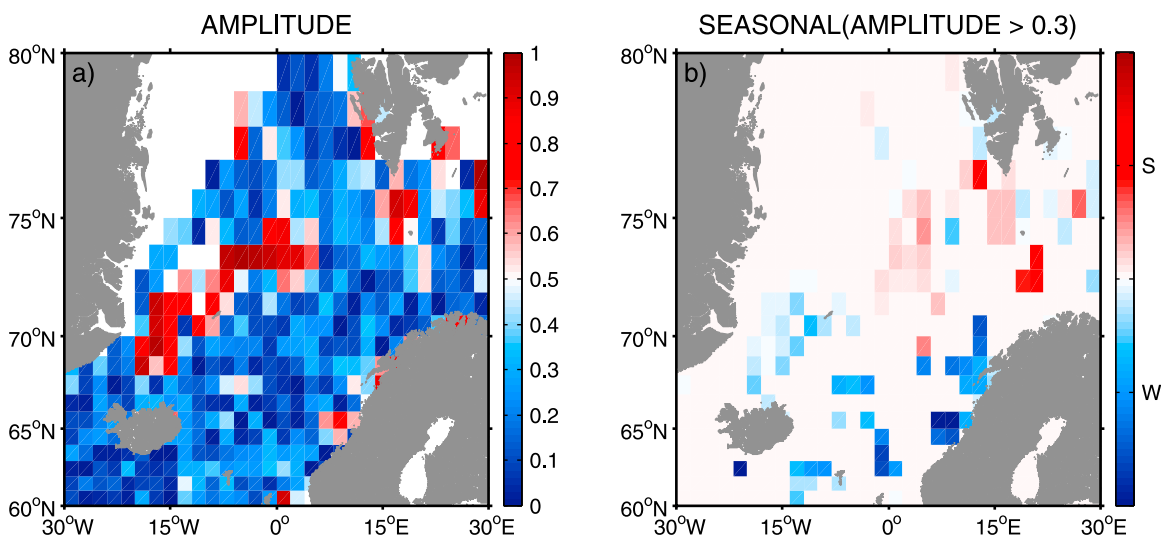 AMPLITUDE
a)
80°N
75°N
70°N
65°N
60°N
30°W
15°W
0°
15°E
30°E
1
0.9
0.8
0.7
0.6
0.5
0.4
0.3
0.2
0.1
0
SEASONAL(AMPLITUDE > 0.3)
b)
80°N
75°N
70°N
65°N
60°N
30°W
15°W
0°
15°E
30°E
S
W